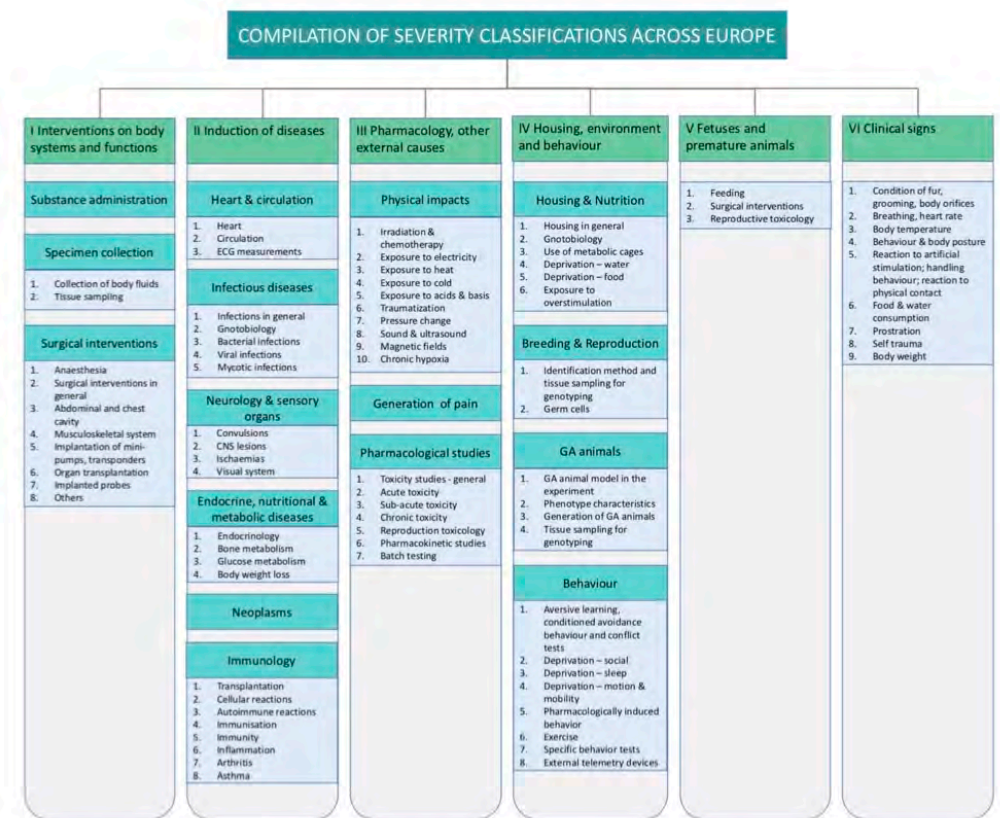 COMPILATION OF SEVERITY CLASSIFICATIONS ACROSS EUROPE
I Interventions on body
systems and functions
Substance administration
Specimen collection
1. Collection of body fluids
2. Tissue sampling
Surgical interventions
1. Anaesthesia
2. Surgical interventions in
general
3. Abdominal and chest
cavity
4. Musculoskeletal system
5. Implantation of mini-
pumps, transponders
6. Organ transplantation
7. Implanted probes
8. Others
II Induction of diseases
Heart & circulation
1. Heart
2. Circulation
3. ECG measurements
Infectious diseases
1. Infections in general
2. Gnotobiology
3. Bacterial infections
4. Viral infections
5. Mycotic infections
Neurology & sensory
organs
1. Convulsions
2. CNS lesions
3. Ischaemias
4. Visual system
Endocrine, nutritional &
metabolic diseases
1. Endocrinology
2. Bone metabolism
3. Glucose metabolism
4. Body weight loss
Neoplasms
Immunology
1. Transplantation
2. Cellular reactions
3. Autoimmune reactions
4. Immunisation
5. Immunity
6. Inflammation
7. Arthritis
8. Asthma
III Pharmacology, other
external causes
Physical impacts
1. Irradiation &
chemotherapy
2. Exposure to electricity
3. Exposure to heat
4. Exposure to cold
5. Exposure to acids & basis
6. Traumatization
7. Pressure change
8. Sound & ultrasound
9. Magnetic fields
10. Chronic hypoxia
Generation of pain
Pharmacological studies
1. Toxicity studies - general
2. Acute toxicity
3. Sub-acute toxicity
4. Chronic toxicity
5. Reproduction toxicology
6. Pharmacokinetic studies
7. Batch testing
IV Housing, environment
and behaviour
Housing & Nutrition
1. Housing in general
2. Gnotobiology
3. Use of metabolic cages
4. Deprivation – water
5. Deprivation – food
6. Exposure to
overstimulation
Breeding & Reproduction
1. Identification method and
tissue sampling for
genotyping
2. Germ cells
GA animals
1. GA animal model in the
experiment
2. Phenotype characteristics
3. Generation of GA animals
4. Tissue sampling for
genotyping
Behaviour
1. Aversive learning,
conditioned avoidance
behaviour and conflict
tests
2. Deprivation – social
3. Deprivation – sleep
4. Deprivation – motion &
mobility
5. Pharmacologically induced
behavior
6. Exercise
7. Specific behavior tests
8. External telemetry devices
V Fetuses and
premature animals
1. Feeding
2. Surgical interventions
3. Reproductive toxicology
VI Clinical signs
1. Condition of fur,
grooming, body orifices
2. Breathing, heart rate
3. Body temperature
4. Behaviour & body posture
5. Reaction to artificial
stimulation; handling
behaviour; reaction to
physical contact
6. Food & water
consumption
7. Prostration
8. Self trauma
9. Body weight